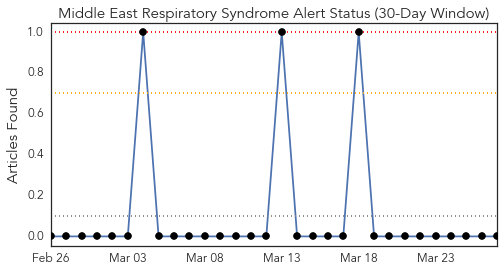 Middle East Respiratory Syndrome Alert Status (30-Day Window)
Articles Found
1.0
0.8
0.6
0.4
0.2
0.0
Feb 26 Mar 03 Mar 08 Mar 13 Mar 18 Mar 23